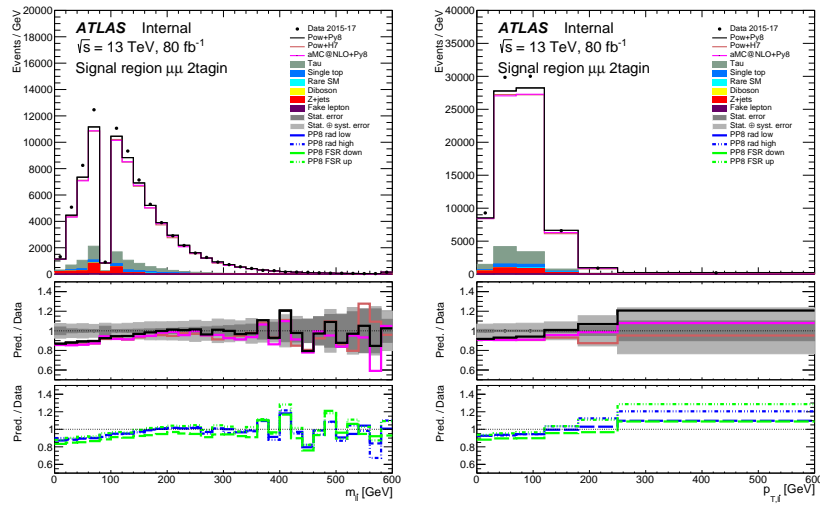 Events / GeV
20000
18000
16000
14000
12000
10000
8000
6000
4000
2000
0
ATLAS Internal
√s = 13 TeV, 80 fb⁻¹
Signal region μμ 2tagin
Data 2015-17
Pow+Py8
Pow+H7
aMC@NLO+Py8
Tau
Single top
Rare SM
Diboson
Z+jets
Fake lepton
Stat. error
Stat. ⊕ syst. error
PP8 rad low
PP8 rad high
PP8 FSR down
PP8 FSR up
Pred. / Data
1.4
1.2
1
0.8
0.6
Pred. / Data
1.4
1.2
1
0.8
0.6
0 100 200 300 400 500 600
m_ll [GeV]
Events / GeV
40000
35000
30000
25000
20000
15000
10000
5000
0
ATLAS Internal
√s = 13 TeV, 80 fb⁻¹
Signal region μμ 2tagin
Data 2015-17
Pow+Py8
Pow+H7
aMC@NLO+Py8
Tau
Single top
Rare SM
Diboson
Z+jets
Fake lepton
Stat. error
Stat. ⊕ syst. error
PP8 rad low
PP8 rad high
PP8 FSR down
PP8 FSR up
Pred. / Data
1.4
1.2
1
0.8
0.6
Pred. / Data
1.4
1.2
1
0.8
0.6
0 100 200 300 400 500 600
p_T,ll [GeV]